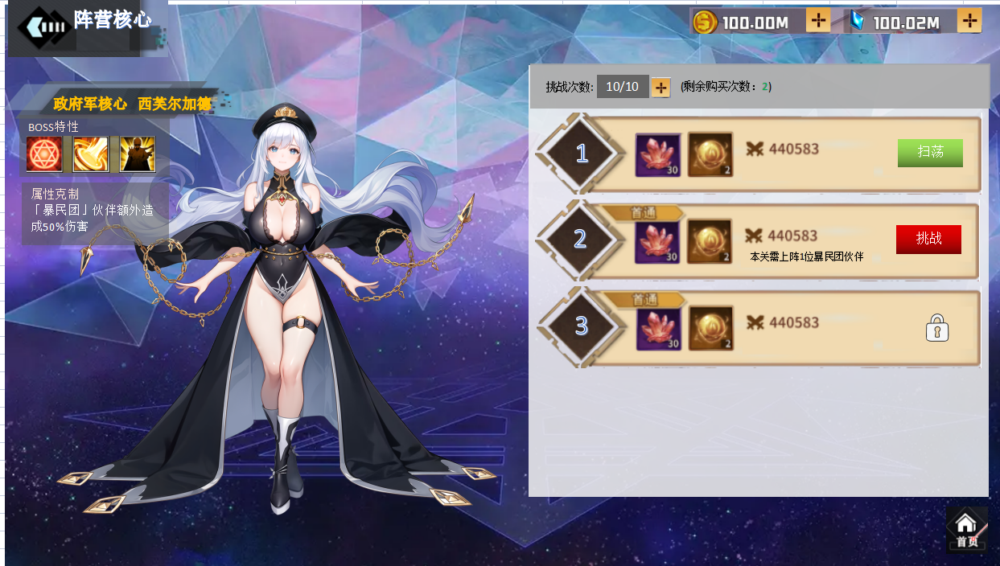 阵营核心
100.00M
100.02M
政府军核心 西芙尔加德
BOSS特性
属性克制
「暴民团」伙伴额外造
成50%伤害
挑战次数: 10/10 (剩余购买次数: 2)
1
30
2
440583
扫荡
首通
2
30
2
440583
本关需上阵1位暴民团伙伴
挑战
首通
3
30
2
440583
首页